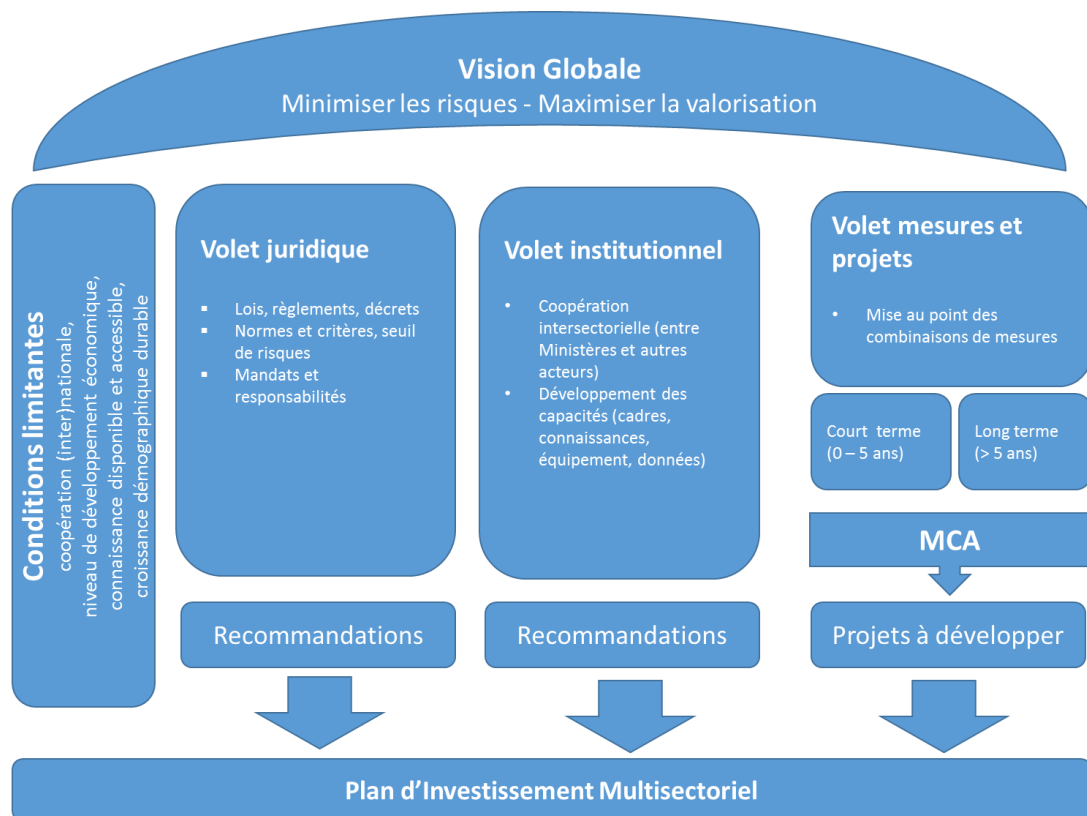 Vision Globale
Minimiser les risques - Maximiser la valorisation
Conditions limitantes
coopération (inter)nationale,
niveau de développement économique,
connaissance disponible et accessible,
croissance démographique durable
Volet juridique
▪ Lois, règlements, décrets
▪ Normes et critères, seuil
de risques
▪ Mandats et
responsabilités
Volet institutionnel
• Coopération
intersectorielle (entre
Ministères et autres
acteurs)
• Développement des
capacités (cadres,
connaissances,
équipement, données)
Volet mesures et
projets
• Mise au point des
combinaisons de mesures
Court terme
(0 – 5 ans)
Long terme
(> 5 ans)
MCA
Recommandations
Recommandations
Projets à développer
Plan d’Investissement Multisectoriel